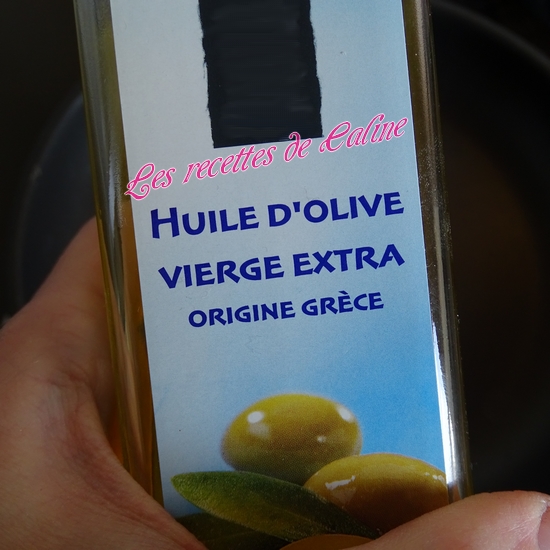 Les recettes de Caline
HUILE D'OLIVE
VIERGE EXTRA
ORIGINE GRÈCE